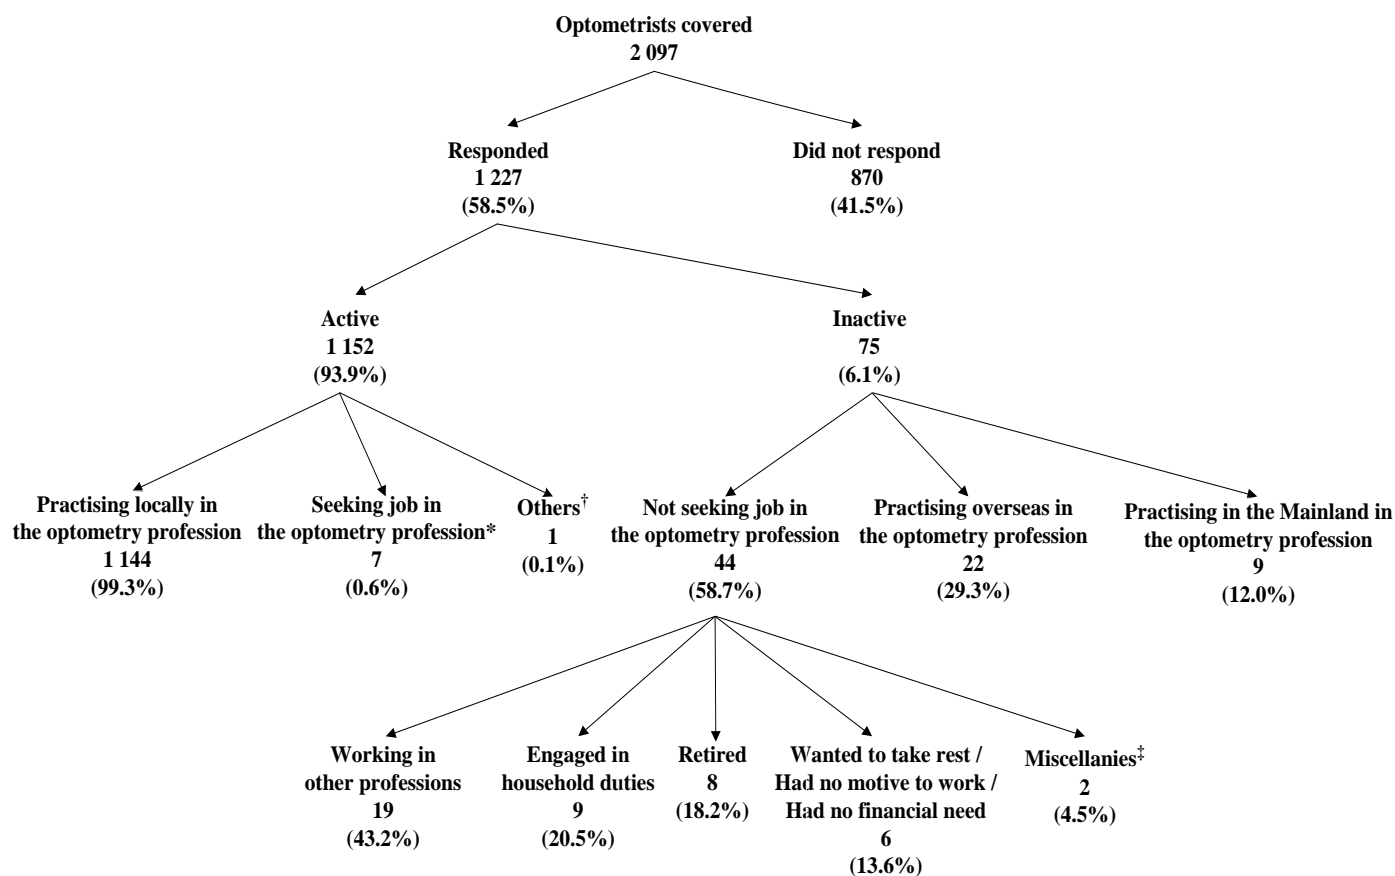 Optometrists covered
2 097
Responded
1 227
(58.5%)
Did not respond
870
(41.5%)
Active
1 152
(93.9%)
Inactive
75
(6.1%)
Practising locally in
the optometry profession
1 144
(99.3%)
Seeking job in
the optometry profession*
7
(0.6%)
Others†
1
(0.1%)
Not seeking job in
the optometry profession
44
(58.7%)
Practising overseas in
the optometry profession
22
(29.3%)
Practising in the Mainland in
the optometry profession
9
(12.0%)
Working in
other professions
19
(43.2%)
Engaged in
household duties
9
(20.5%)
Retired
8
(18.2%)
Wanted to take rest /
Had no motive to work /
Had no financial need
6
(13.6%)
Miscellanies‡
2
(4.5%)